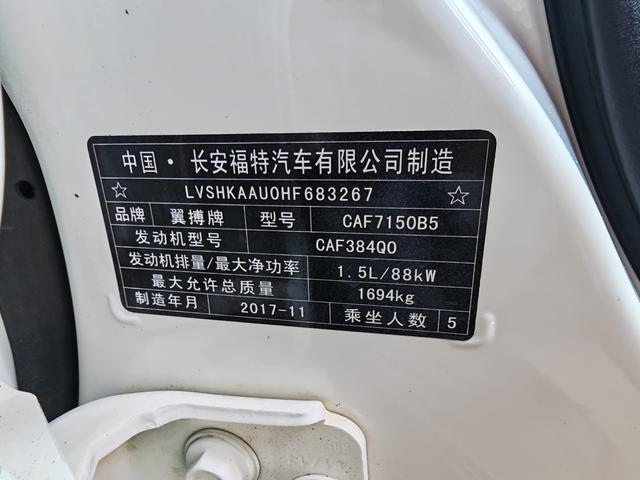 中国·长安福特汽车有限公司制造
☆ LVSHKAAU0HF683267 ☆
品牌 翼搏牌 型号 CAF7150B5
发动机型号 CAF384Q0
发动机排量/最大净功率 1.5L/88kW
最大允许总质量 1694kg
制造年月 2017-11 乘坐人数 5